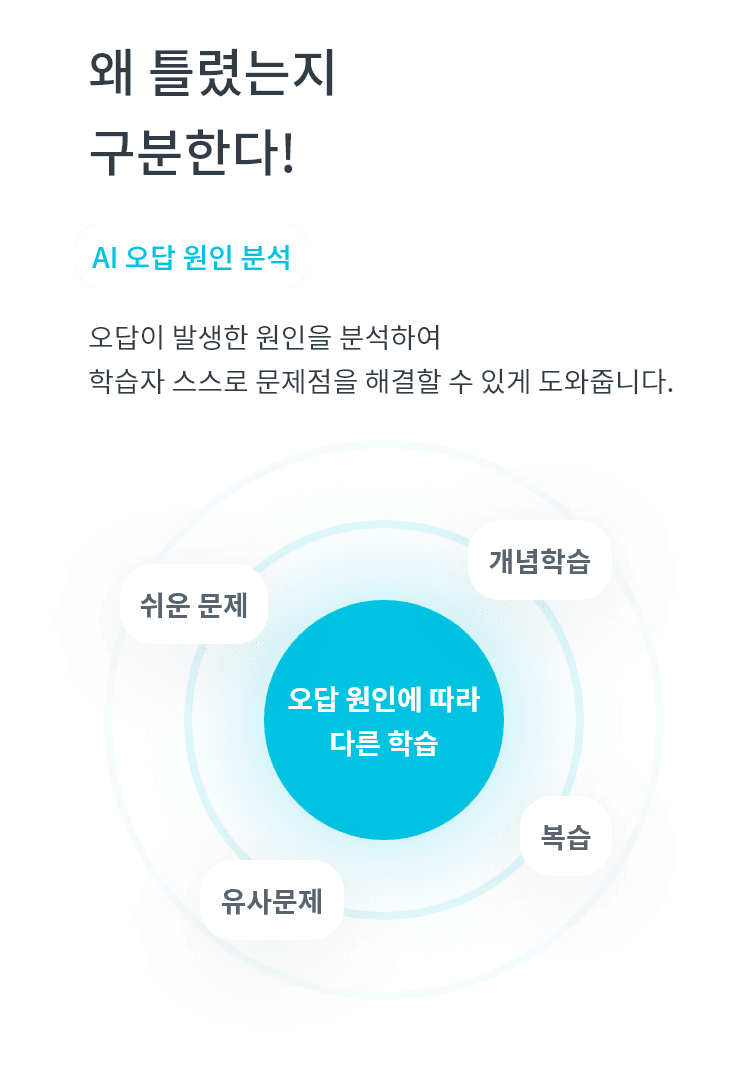 왜 틀렸는지
구분한다!
AI 오답 원인 분석
오답이 발생한 원인을 분석하여
학습자 스스로 문제점을 해결할 수 있게 도와줍니다.
개념학습
쉬운 문제
오답 원인에 따라
다른 학습
복습
유사문제